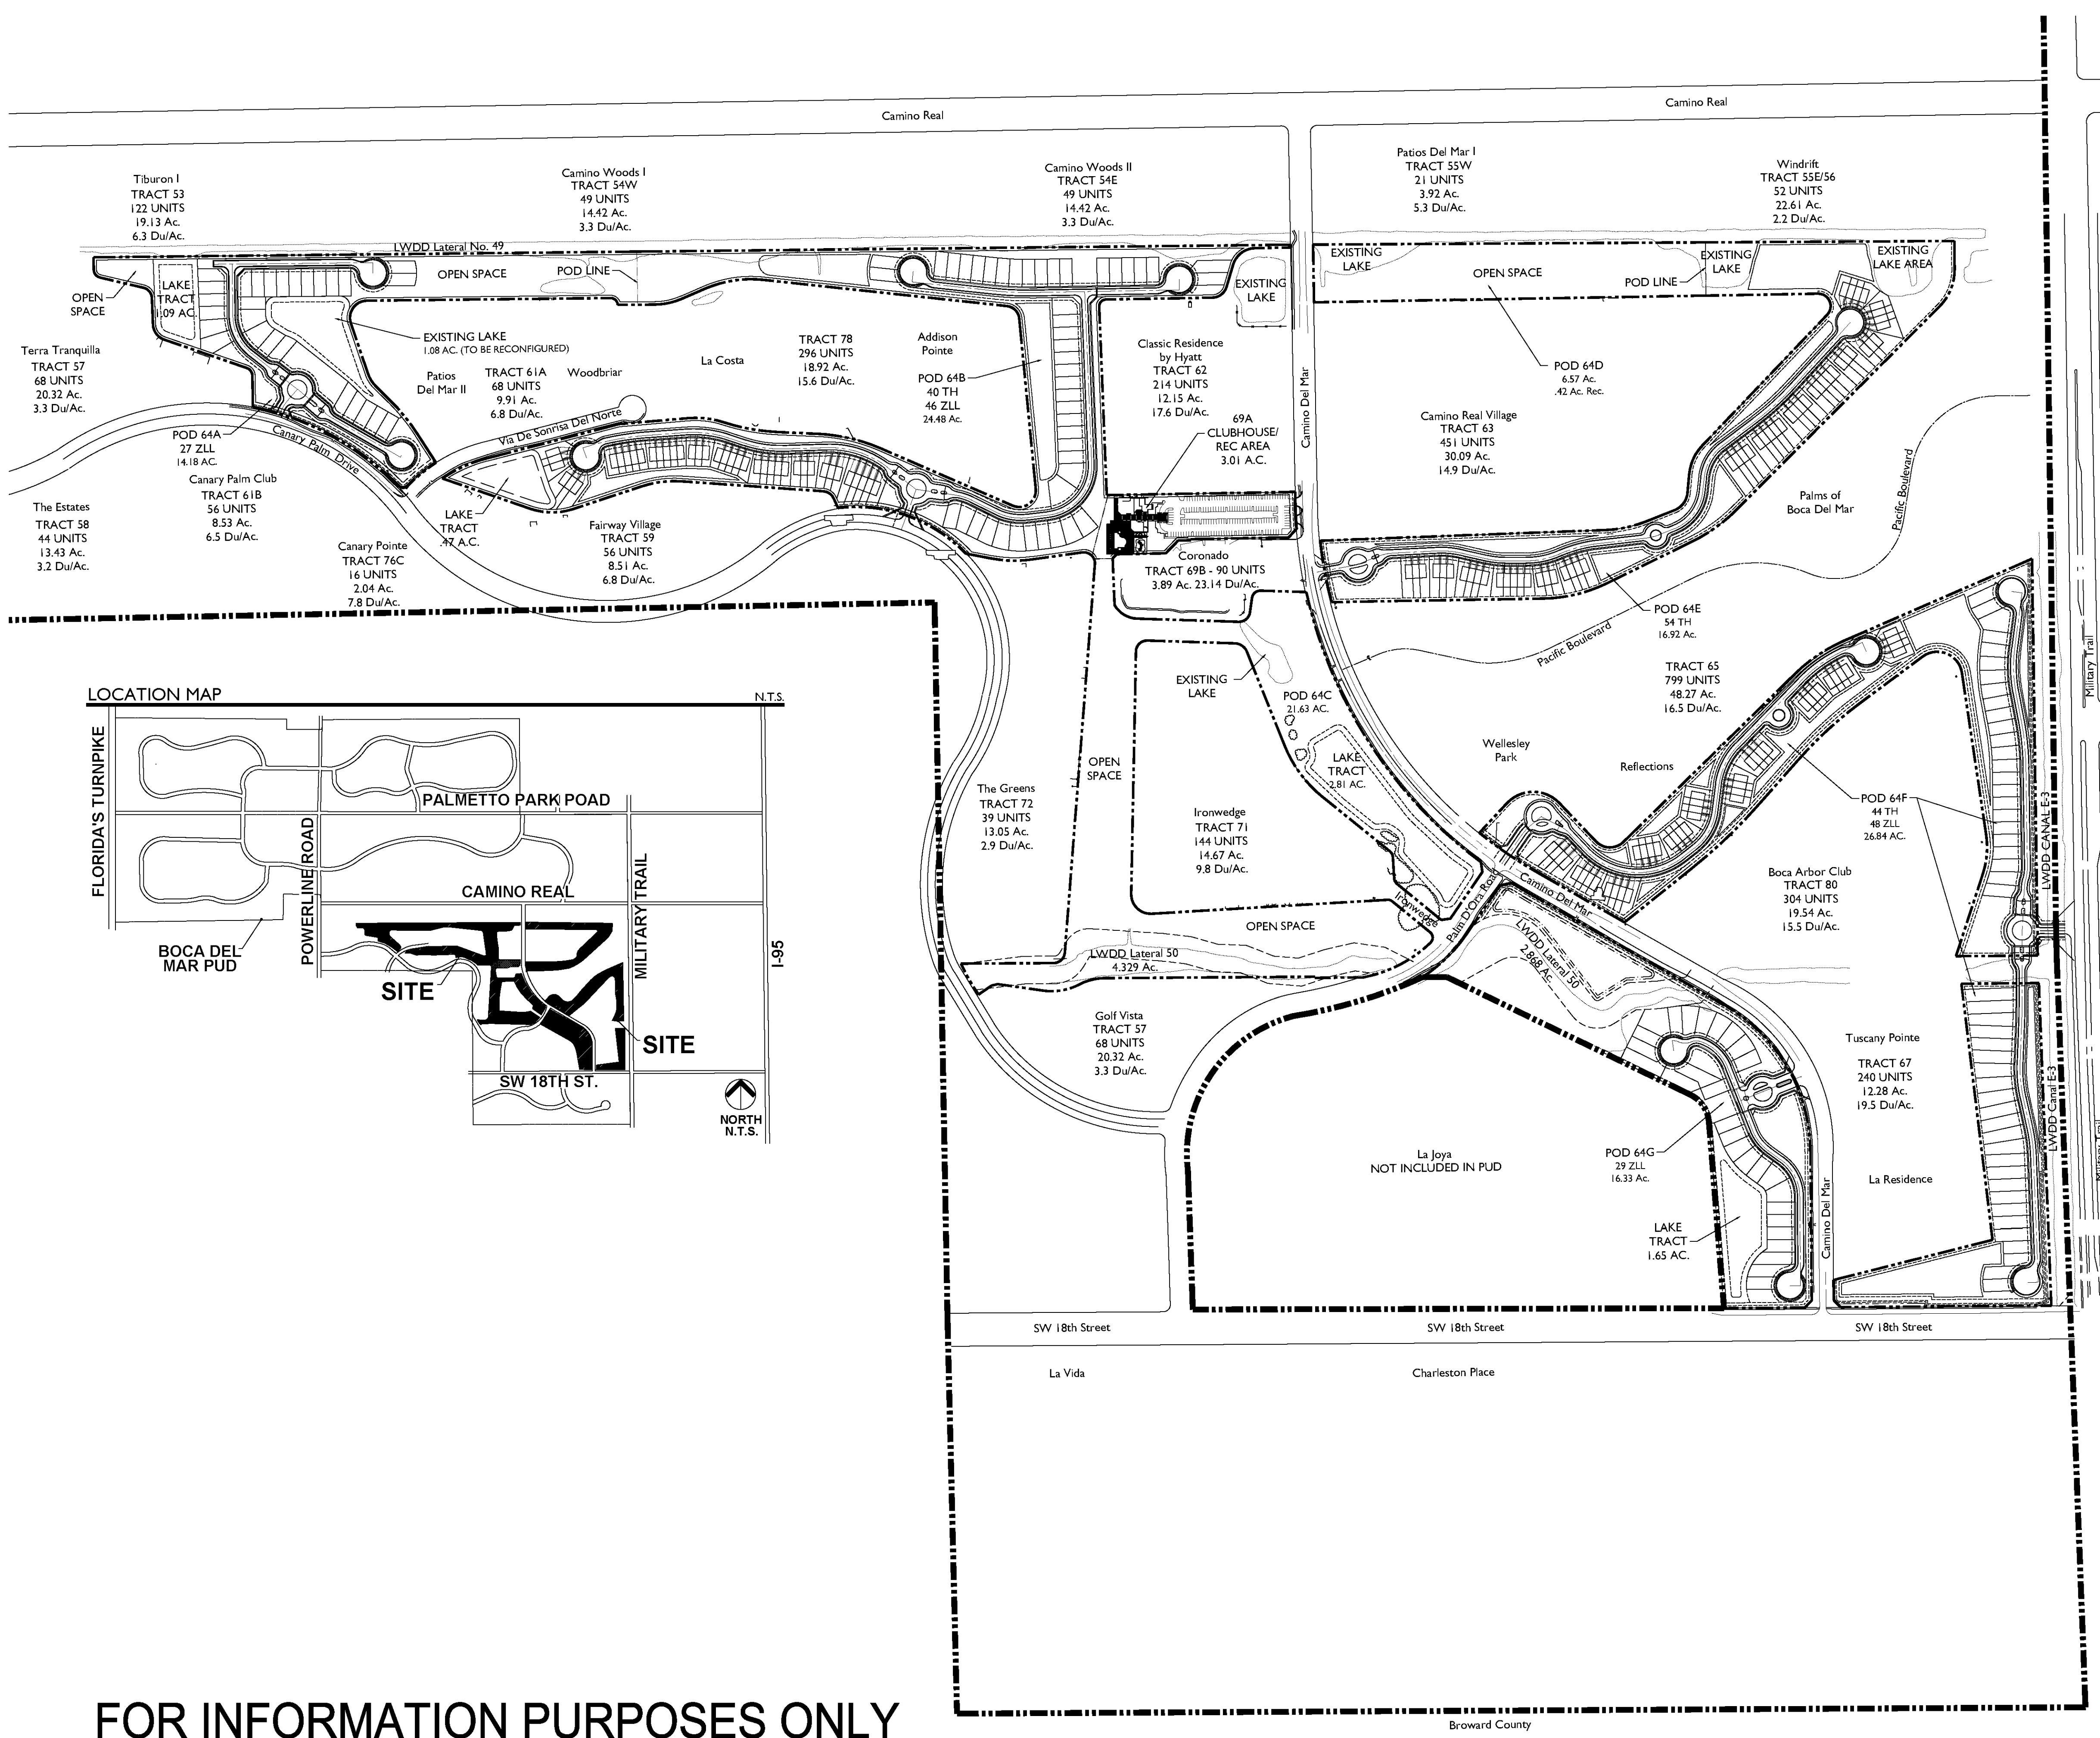 Camino Real
Camino Real
Tiburon I
TRACT 53
122 UNITS
19.13 Ac.
6.3 Du/Ac.
Camino Woods I
TRACT 54W
49 UNITS
14.42 Ac.
3.3 Du/Ac.
Camino Woods II
TRACT 54E
49 UNITS
14.42 Ac.
3.3 Du/Ac.
Patios Del Mar I
TRACT 55W
21 UNITS
3.92 Ac.
5.3 Du/Ac.
Windrift
TRACT 55E/56
52 UNITS
22.61 Ac.
2.2 Du/Ac.
LWDD Lateral No. 49
OPEN SPACE
POD LINE
OPEN
SPACE
LAKE
TRACT
1.09 AC.
EXISTING LAKE
1.08 AC. (TO BE RECONFIGURED)
EXISTING
LAKE
EXISTING
LAKE
OPEN SPACE
POD LINE
EXISTING
LAKE
EXISTING
LAKE AREA
Terra Tranquilla
TRACT 57
68 UNITS
20.32 Ac.
3.3 Du/Ac.
Patios
Del Mar II
TRACT 61A
68 UNITS
9.91 Ac.
6.8 Du/Ac.
Woodbriar
La Costa
TRACT 78
296 UNITS
18.92 Ac.
15.6 Du/Ac.
Addison
Pointe
POD 64B
40 TH
46 ZLL
24.48 Ac.
Classic Residence
by Hyatt
TRACT 62
214 UNITS
12.15 Ac.
17.6 Du/Ac.
69A
CLUBHOUSE/
REC AREA
3.01 A.C.
Camino Del Mar
POD 64D
6.57 Ac.
.42 Ac. Rec.
Camino Real Village
TRACT 63
451 UNITS
30.09 Ac.
14.9 Du/Ac.
Palms of
Boca Del Mar
Pacific Boulevard
Via De Sonrisa Del Norte
Canary Palm Drive
POD 64A
27 ZLL
14.18 AC.
Canary Palm Club
TRACT 61B
56 UNITS
8.53 Ac.
6.5 Du/Ac.
The Estates
TRACT 58
44 UNITS
13.43 Ac.
3.2 Du/Ac.
Canary Pointe
TRACT 76C
16 UNITS
2.04 Ac.
7.8 Du/Ac.
LAKE
TRACT
.47 A.C.
Fairway Village
TRACT 59
56 UNITS
8.51 Ac.
6.8 Du/Ac.
Coronado
TRACT 69B - 90 UNITS
3.89 Ac. 23.14 Du/Ac.
POD 64E
54 TH
16.92 Ac.
Pacific Boulevard
TRACT 65
799 UNITS
48.27 Ac.
16.5 Du/Ac.
Military Trail
EXISTING
LAKE
POD 64C
21.63 AC.
LAKE
TRACT
2.81 AC.
Wellesley
Park
Reflections
OPEN
SPACE
The Greens
TRACT 72
39 UNITS
13.05 Ac.
2.9 Du/Ac.
Ironwedge
TRACT 71
144 UNITS
14.67 Ac.
9.8 Du/Ac.
POD 64F
44 TH
48 ZLL
26.84 AC.
LWDD CANAL E-3
Boca Arbor Club
TRACT 80
304 UNITS
19.54 Ac.
15.5 Du/Ac.
Camino Del Mar
Palm D'Ora Road
Ironwedge
OPEN SPACE
LWDD Lateral 50
4.329 Ac.
LWDD Lateral 50
2.868 Ac.
Golf Vista
TRACT 57
68 UNITS
20.32 Ac.
3.3 Du/Ac.
Tuscany Pointe
TRACT 67
240 UNITS
12.28 Ac.
19.5 Du/Ac.
LWDD Canal E-3
La Joya
NOT INCLUDED IN PUD
POD 64G
29 ZLL
16.33 Ac.
La Residence
LAKE
TRACT
1.65 AC.
Camino Del Mar
SW 18th Street
SW 18th Street
SW 18th Street
La Vida
Charleston Place
Broward County
LOCATION MAP
N.T.S.
FLORIDA'S TURNPIKE
PALMETTO PARK POAD
POWERLINE ROAD
CAMINO REAL
MILITARY TRAIL
I-95
BOCA DEL
MAR PUD
SITE
SITE
SW 18TH ST.
NORTH
N.T.S.
FOR INFORMATION PURPOSES ONLY